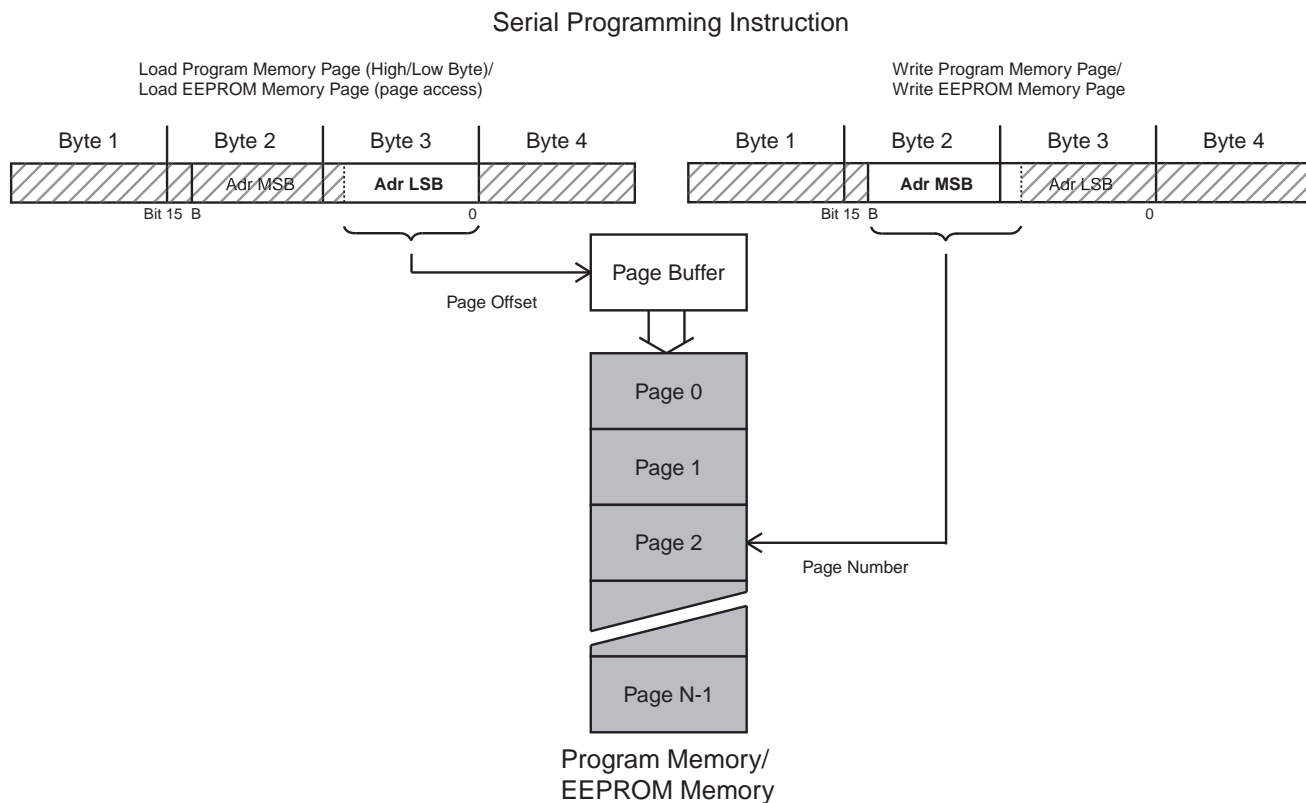 Serial Programming Instruction
Load Program Memory Page (High/Low Byte)/
Load EEPROM Memory Page (page access)
Write Program Memory Page/
Write EEPROM Memory Page
Byte 1 Byte 2 Byte 3 Byte 4
Byte 1 Byte 2 Byte 3 Byte 4
Adr MSB Adr LSB
Adr MSB Adr LSB
Bit 15 B 0
Bit 15 B 0
Page Buffer
Page Offset
Page 0
Page 1
Page 2
Page Number
Page N-1
Program Memory/
EEPROM Memory